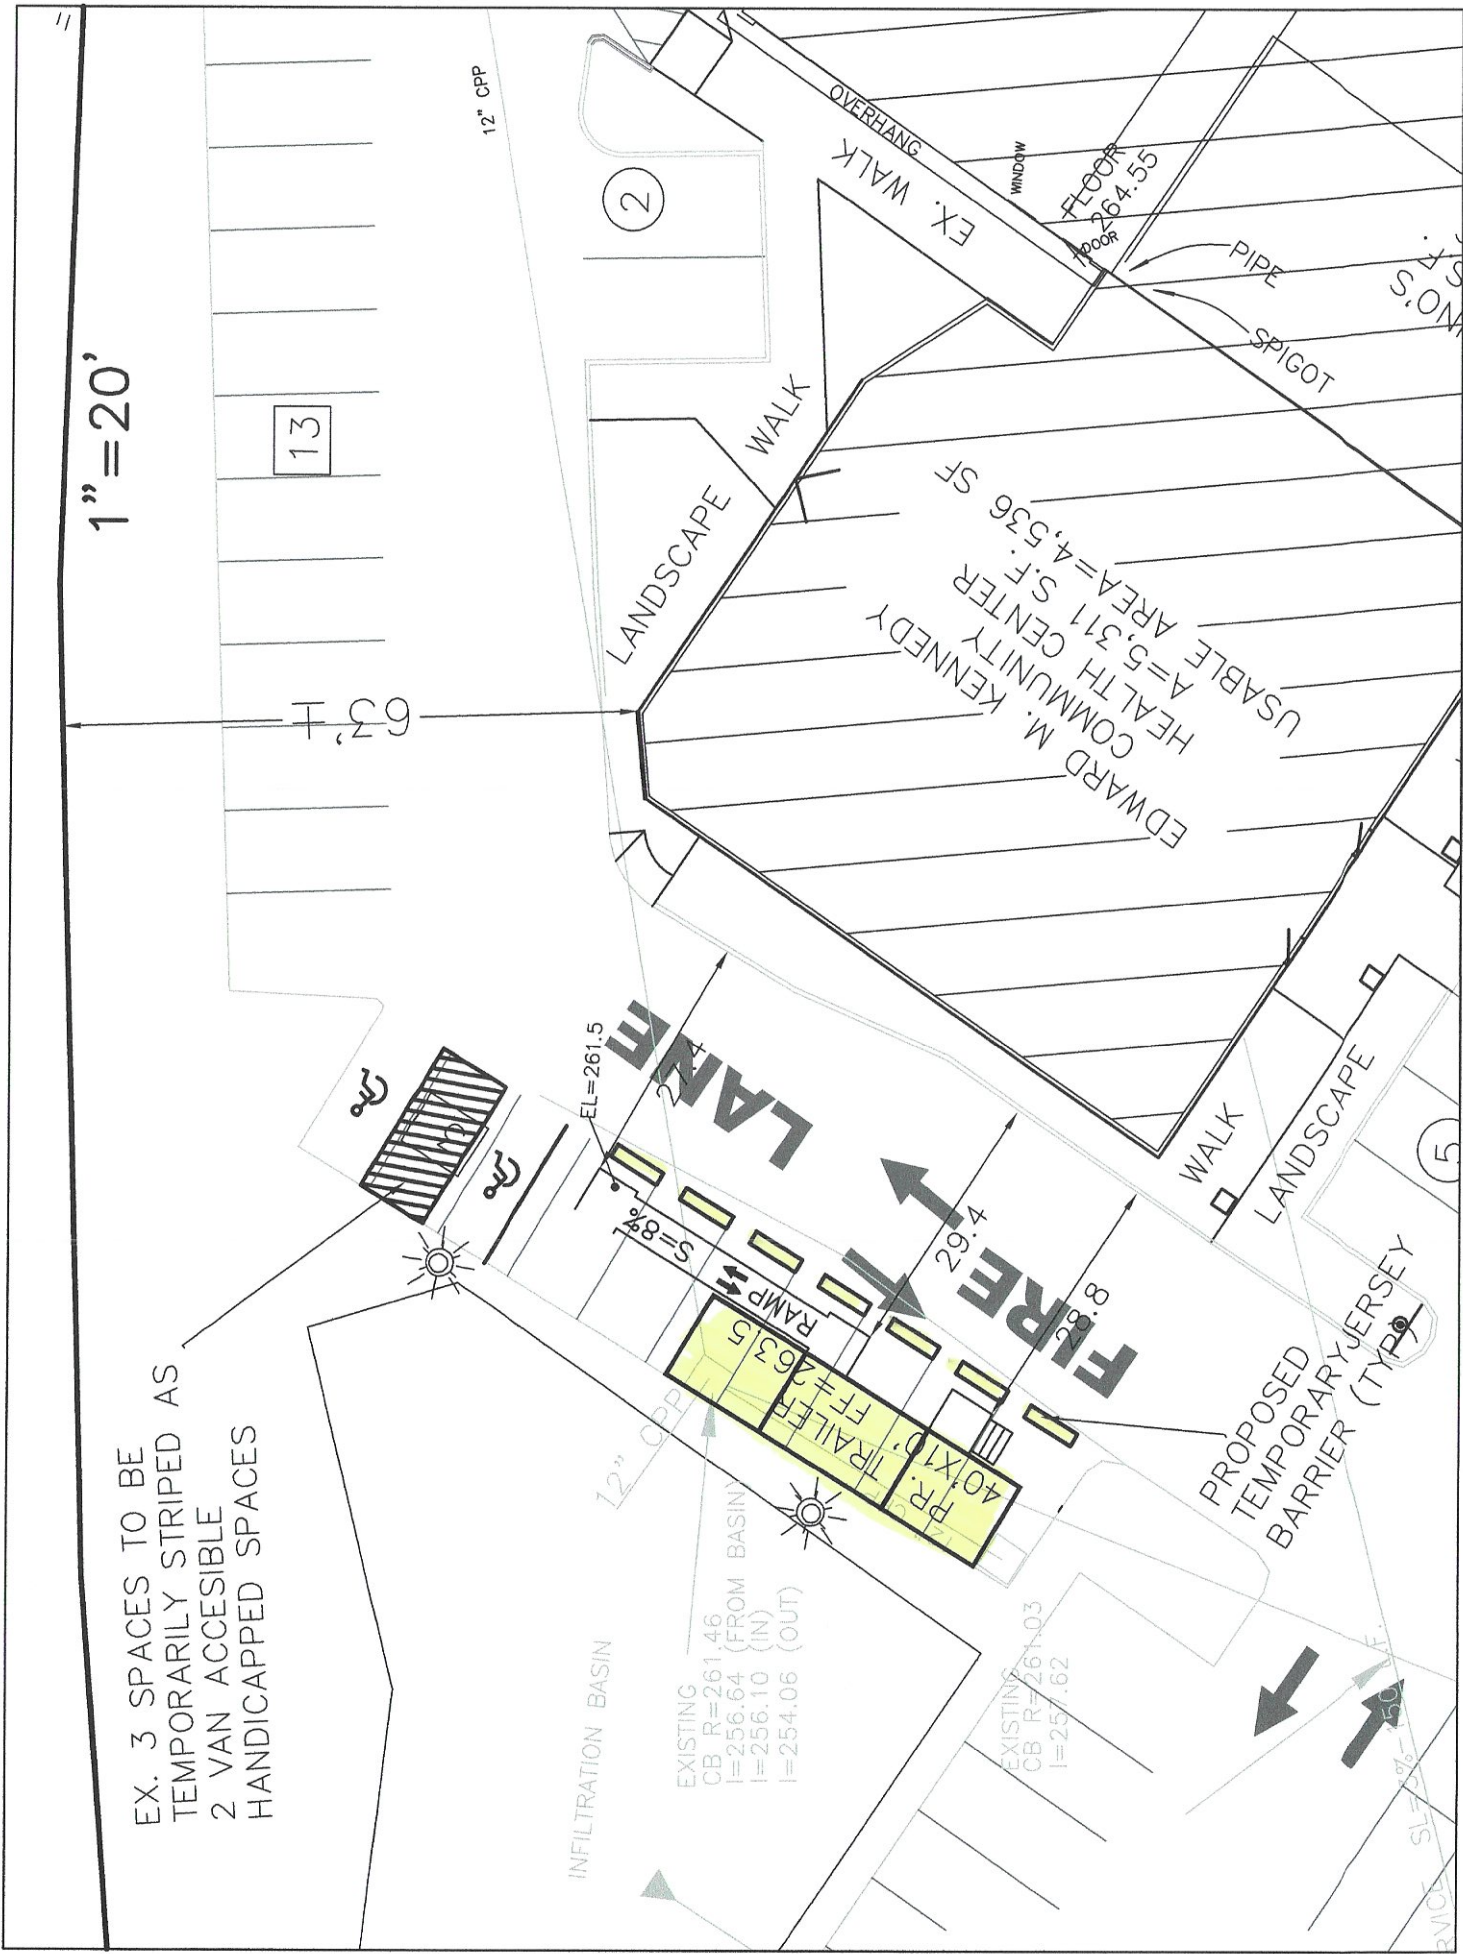 1"=20'
12" CPP
13
2
OVERHANG
EX. WALK
WINDOW
FLOOR
264.55
DOOR
PIPE
SPIGOT
63'±
LANDSCAPE
WALK
EDWARD M. KENNEDY
COMMUNITY
HEALTH CENTER
A=5,311 S.F.
USABLE AREA=4,536 SF
EX. 3 SPACES TO BE
TEMPORARILY STRIPED AS
2 VAN ACCESIBLE
HANDICAPPED SPACES
EL=261.5
S=8%
RAMP
27.4
29.4
28.8
FIRE LANE
PR. TRAILER
40'X10'
FF=263.5
PROPOSED
TEMPORARY JERSEY
BARRIER (TYP)
WALK
LANDSCAPE
5
12" CPP
INFILTRATION BASIN
EXISTING
CB R=261.46
I=256.64 (FROM BASIN)
I=256.10 (IN)
I=254.06 (OUT)
EXISTING
CB R=261.03